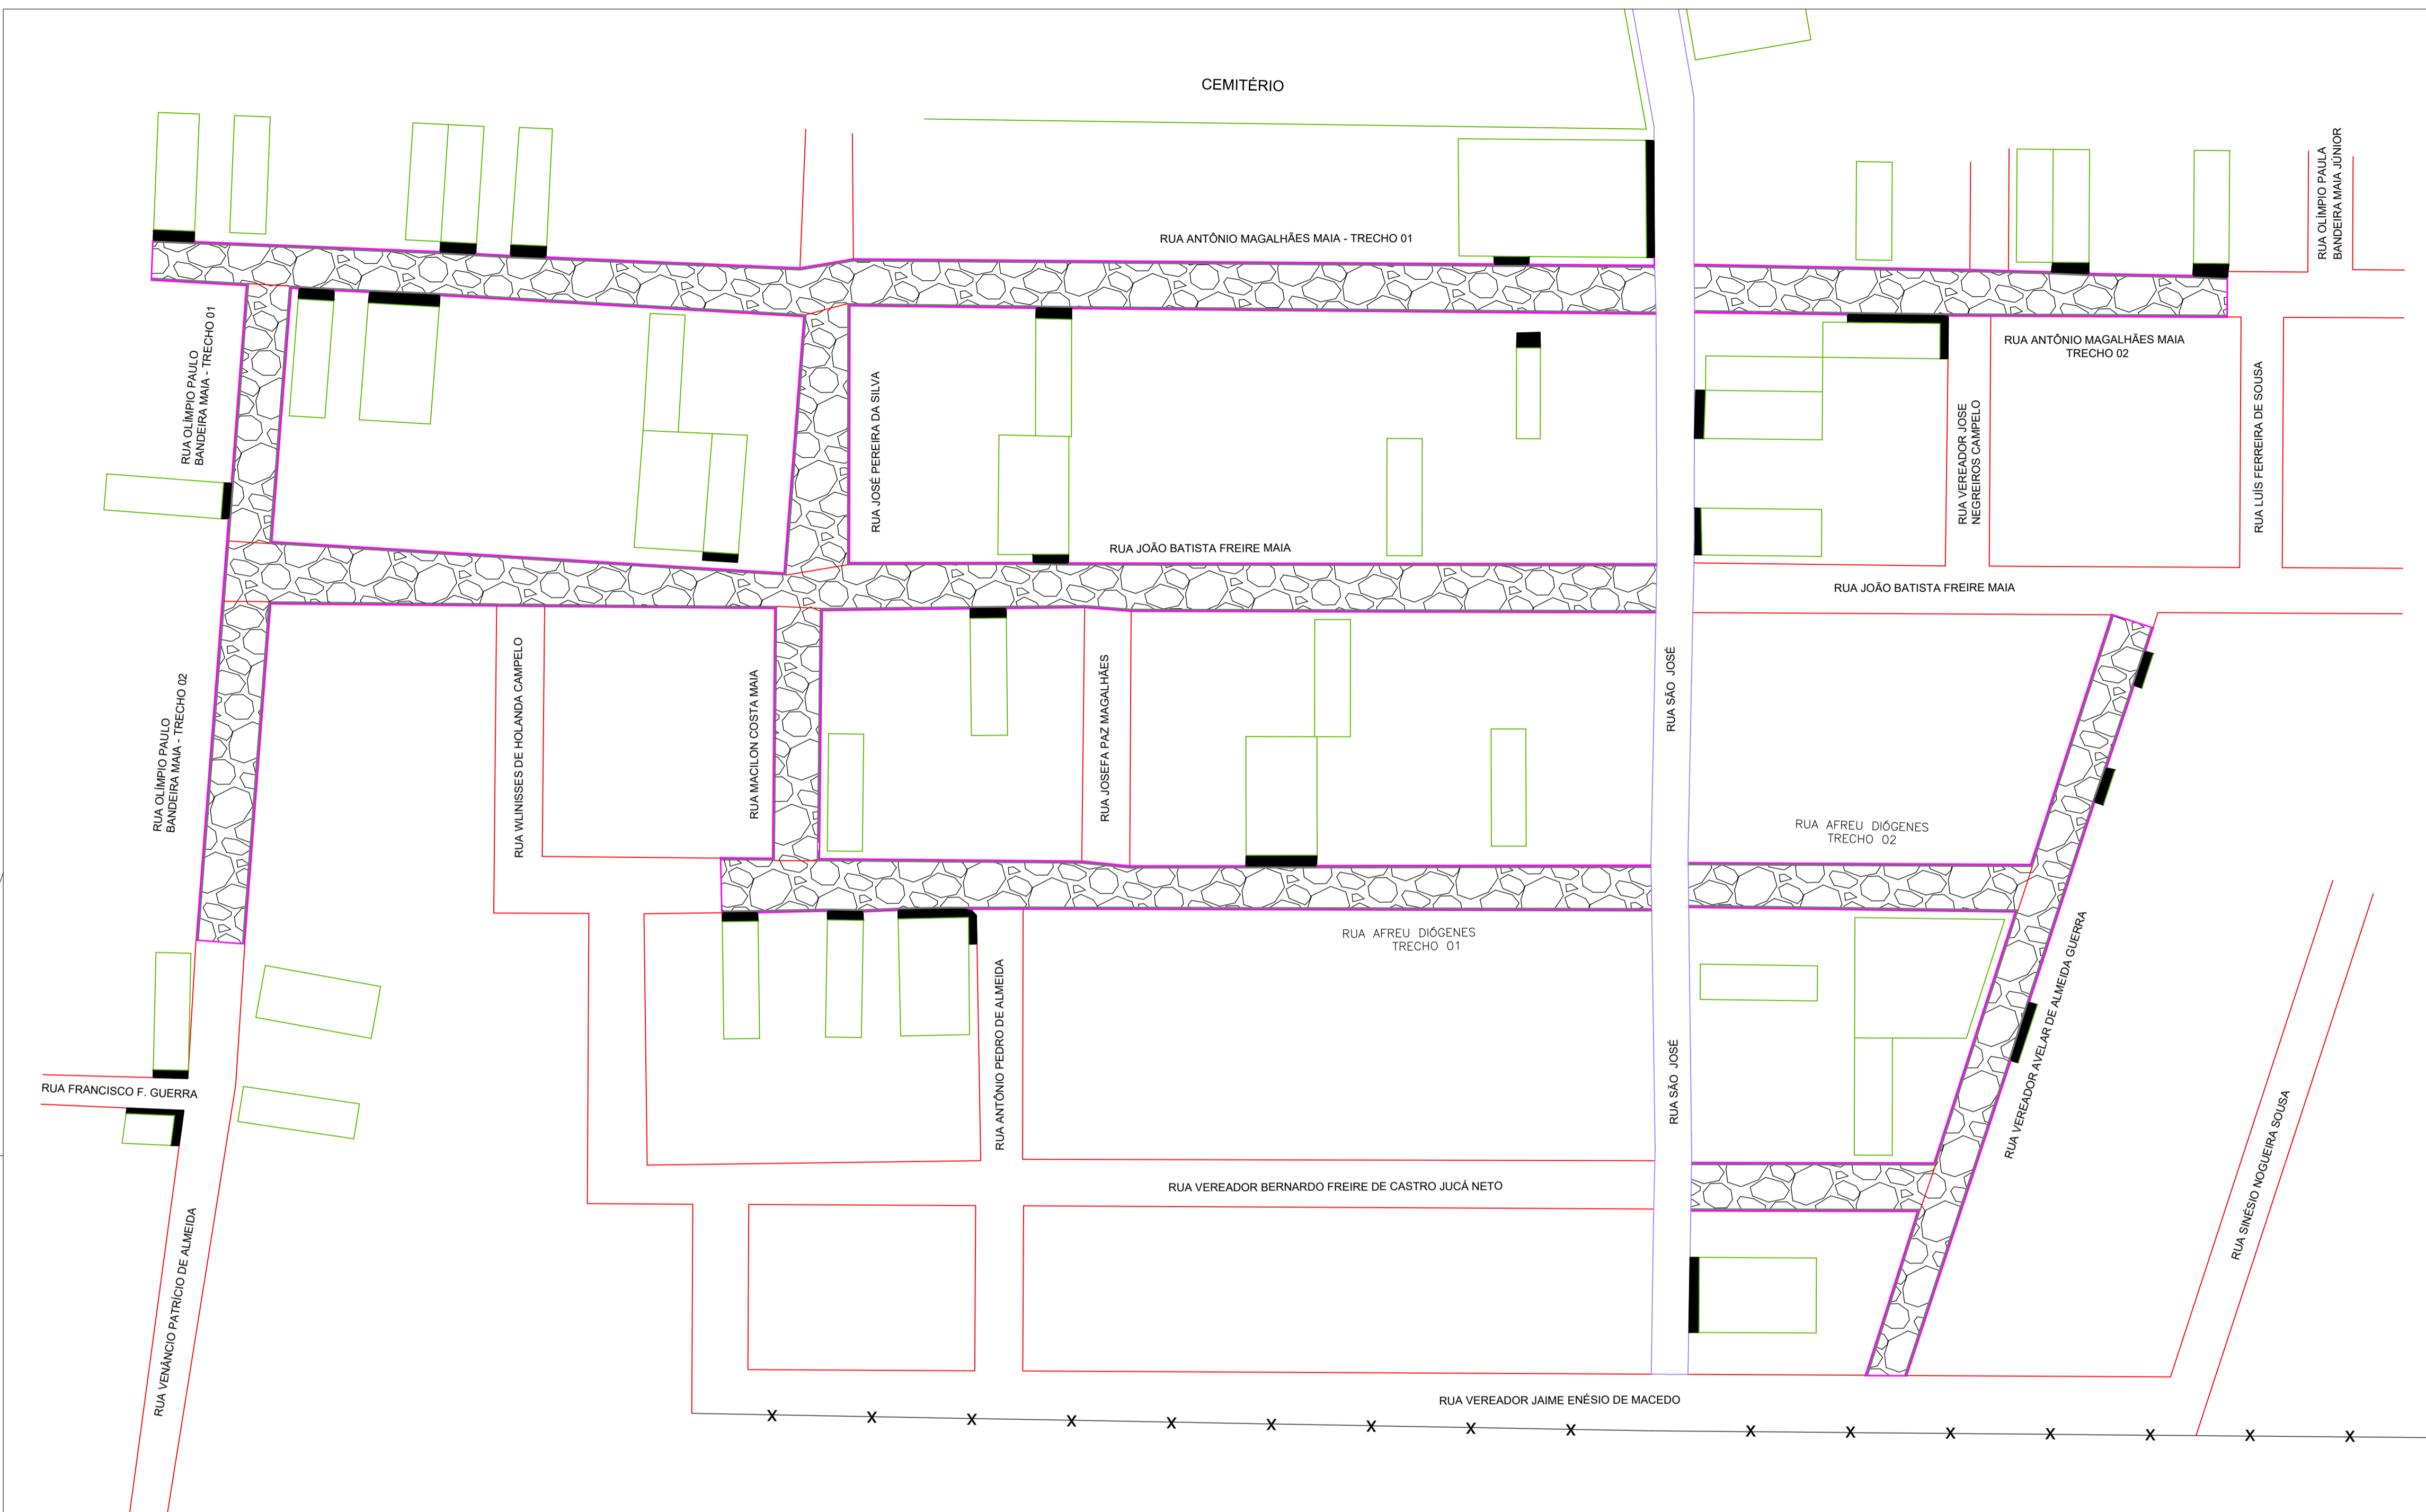 CEMITÉRIO
RUA OLÍMPIO PAULA
BANDEIRA MAIA JÚNIOR
RUA ANTÔNIO MAGALHÃES MAIA - TRECHO 01
RUA OLÍMPIO PAULO
BANDEIRA MAIA - TRECHO 01
RUA JOSÉ PEREIRA DA SILVA
RUA ANTÔNIO MAGALHÃES MAIA
TRECHO 02
RUA VEREADOR JOSE
NEGREIROS CAMPELO
RUA LUÍS FERREIRA DE SOUSA
RUA JOÃO BATISTA FREIRE MAIA
RUA JOÃO BATISTA FREIRE MAIA
RUA OLÍMPIO PAULO
BANDEIRA MAIA - TRECHO 02
RUA WLINISSES DE HOLANDA CAMPELO
RUA MACILON COSTA MAIA
RUA JOSEFA PAZ MAGALHÃES
RUA SÃO JOSÉ
RUA AFREU DIÓGENES
TRECHO 02
RUA AFREU DIÓGENES
TRECHO 01
RUA ANTÔNIO PEDRO DE ALMEIDA
RUA SÃO JOSÉ
RUA VEREADOR AVELAR DE ALMEIDA GUERRA
RUA FRANCISCO F. GUERRA
RUA VENÂNCIO PATRÍCIO DE ALMEIDA
RUA VEREADOR BERNARDO FREIRE DE CASTRO JUCÁ NETO
RUA SINÉSIO NOGUEIRA SOUSA
RUA VEREADOR JAIME ENÉSIO DE MACEDO
X X X X X X X X X X X X X X X X